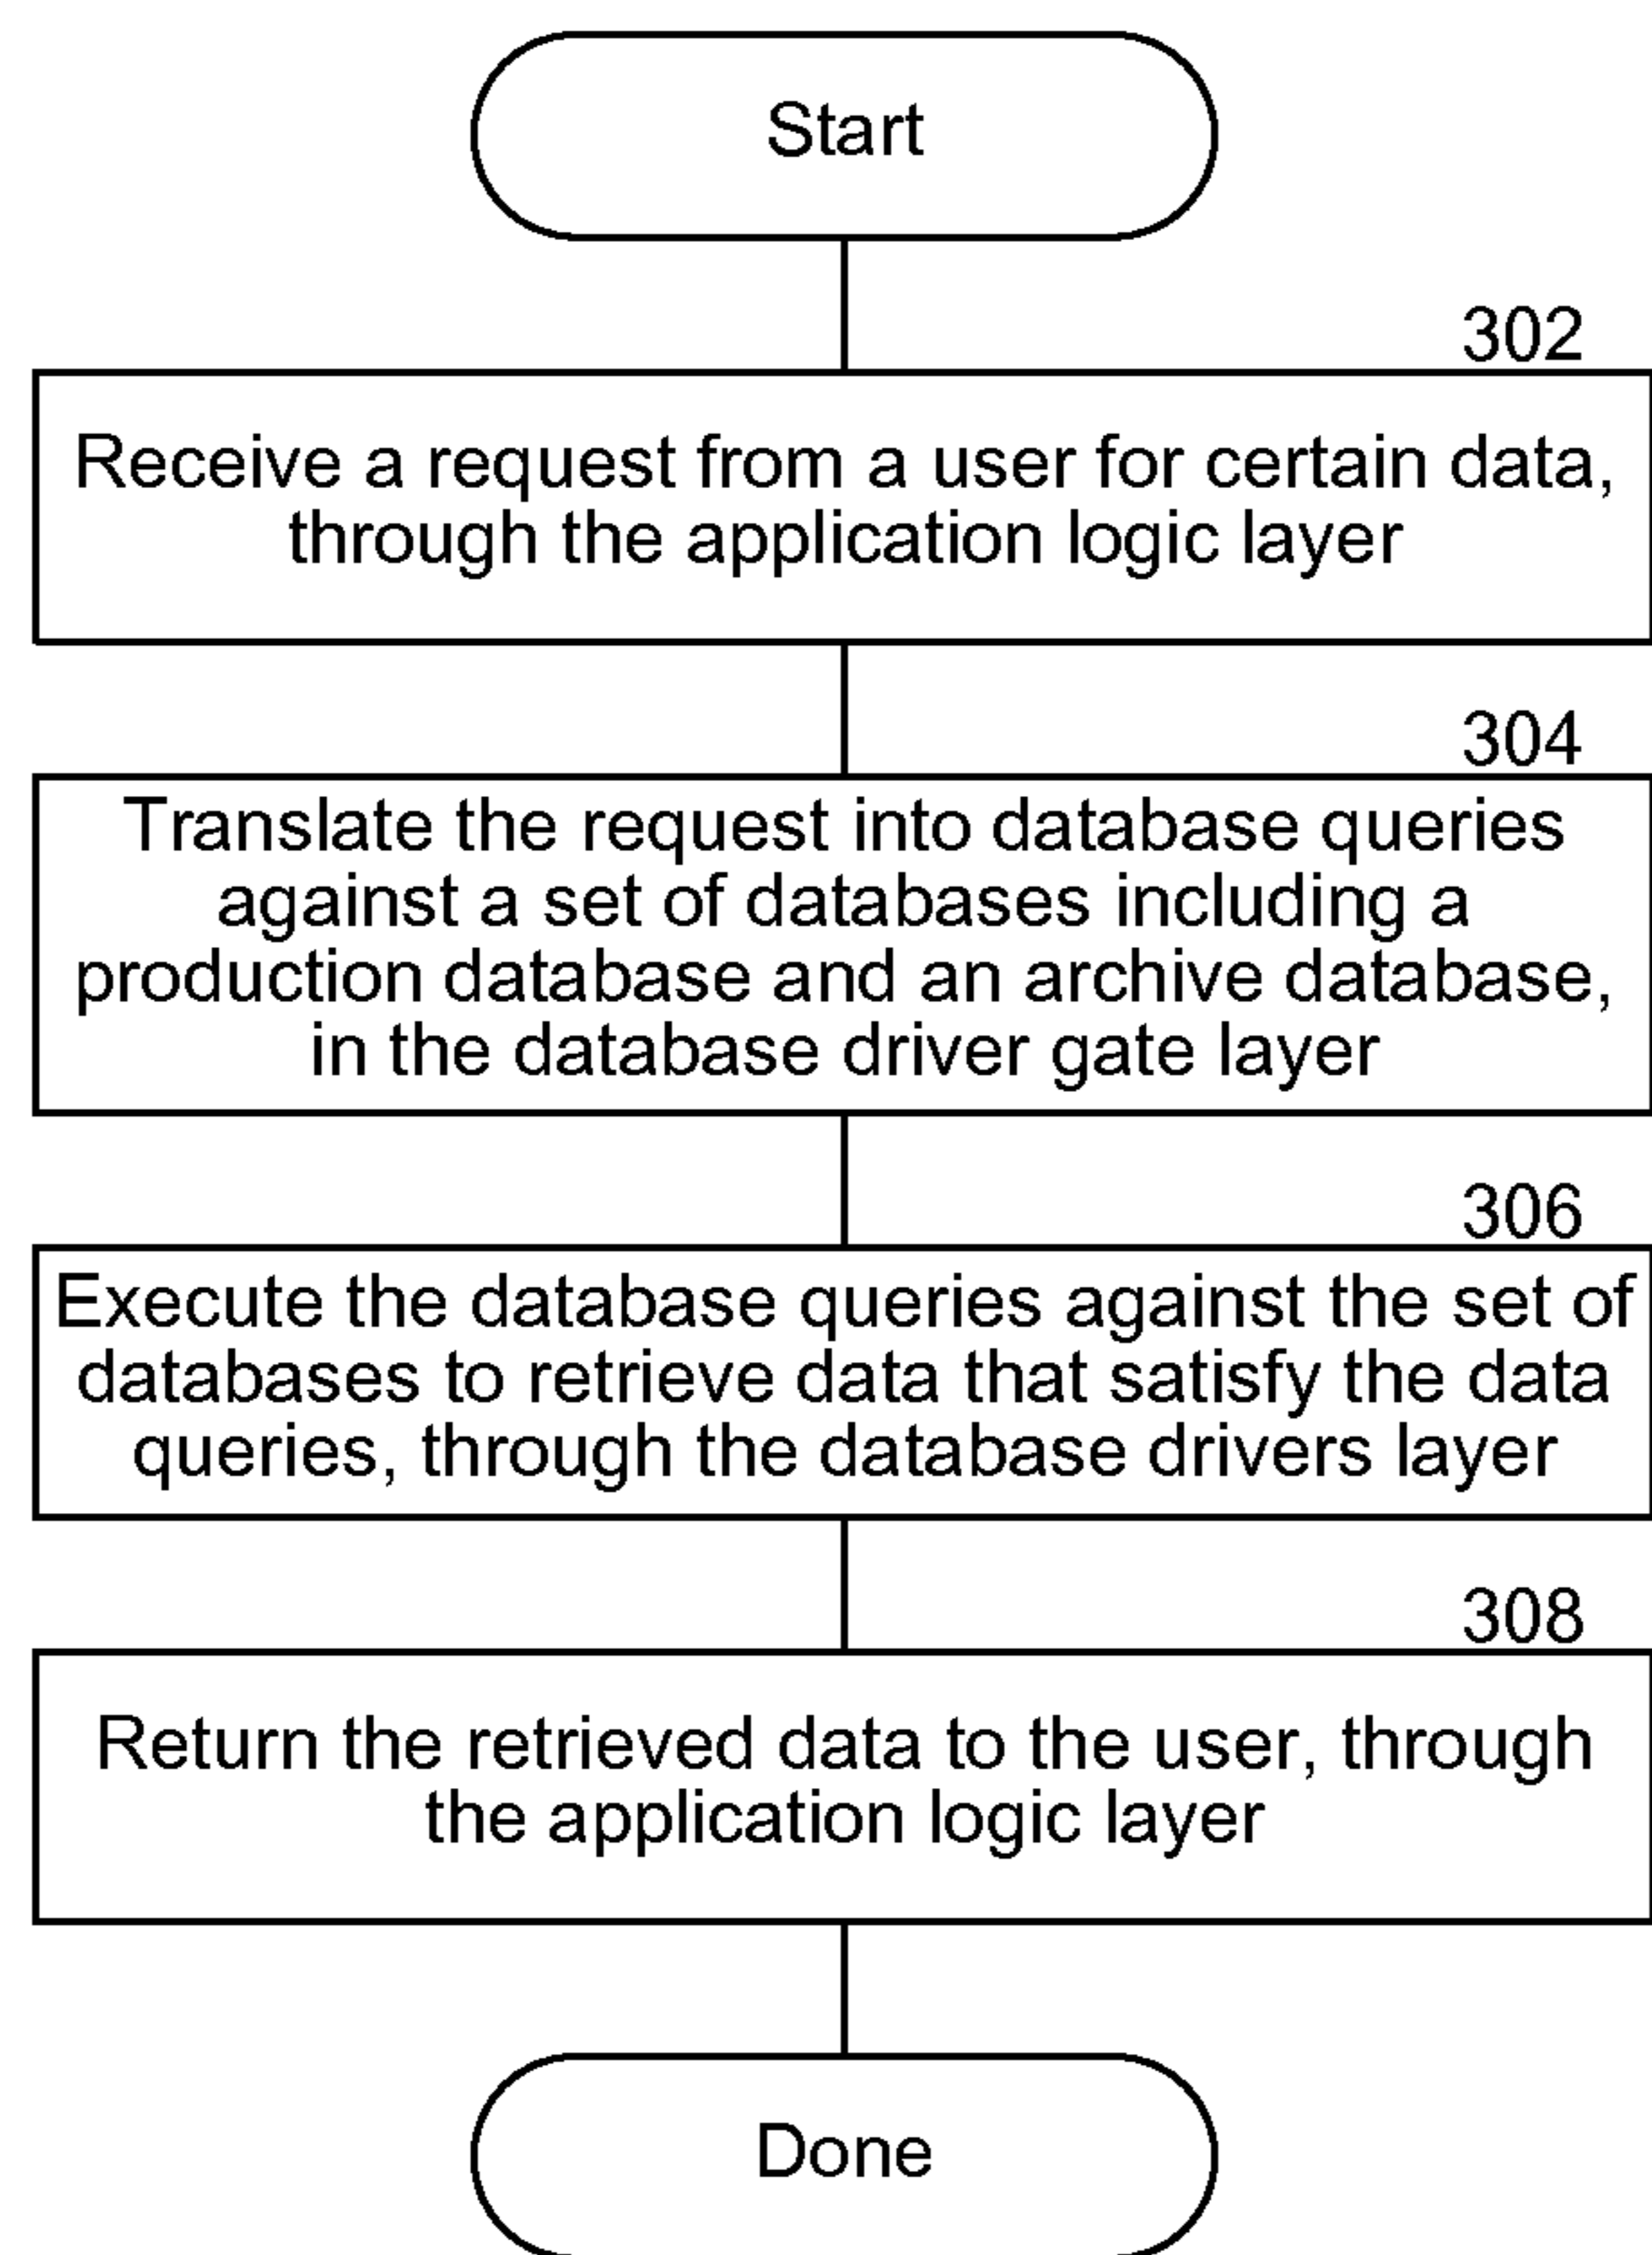 Start
302
Receive a request from a user for certain data,
through the application logic layer
304
Translate the request into database queries
against a set of databases including a
production database and an archive database,
in the database driver gate layer
306
Execute the database queries against the set of
databases to retrieve data that satisfy the data
queries, through the database drivers layer
308
Return the retrieved data to the user, through
the application logic layer
Done